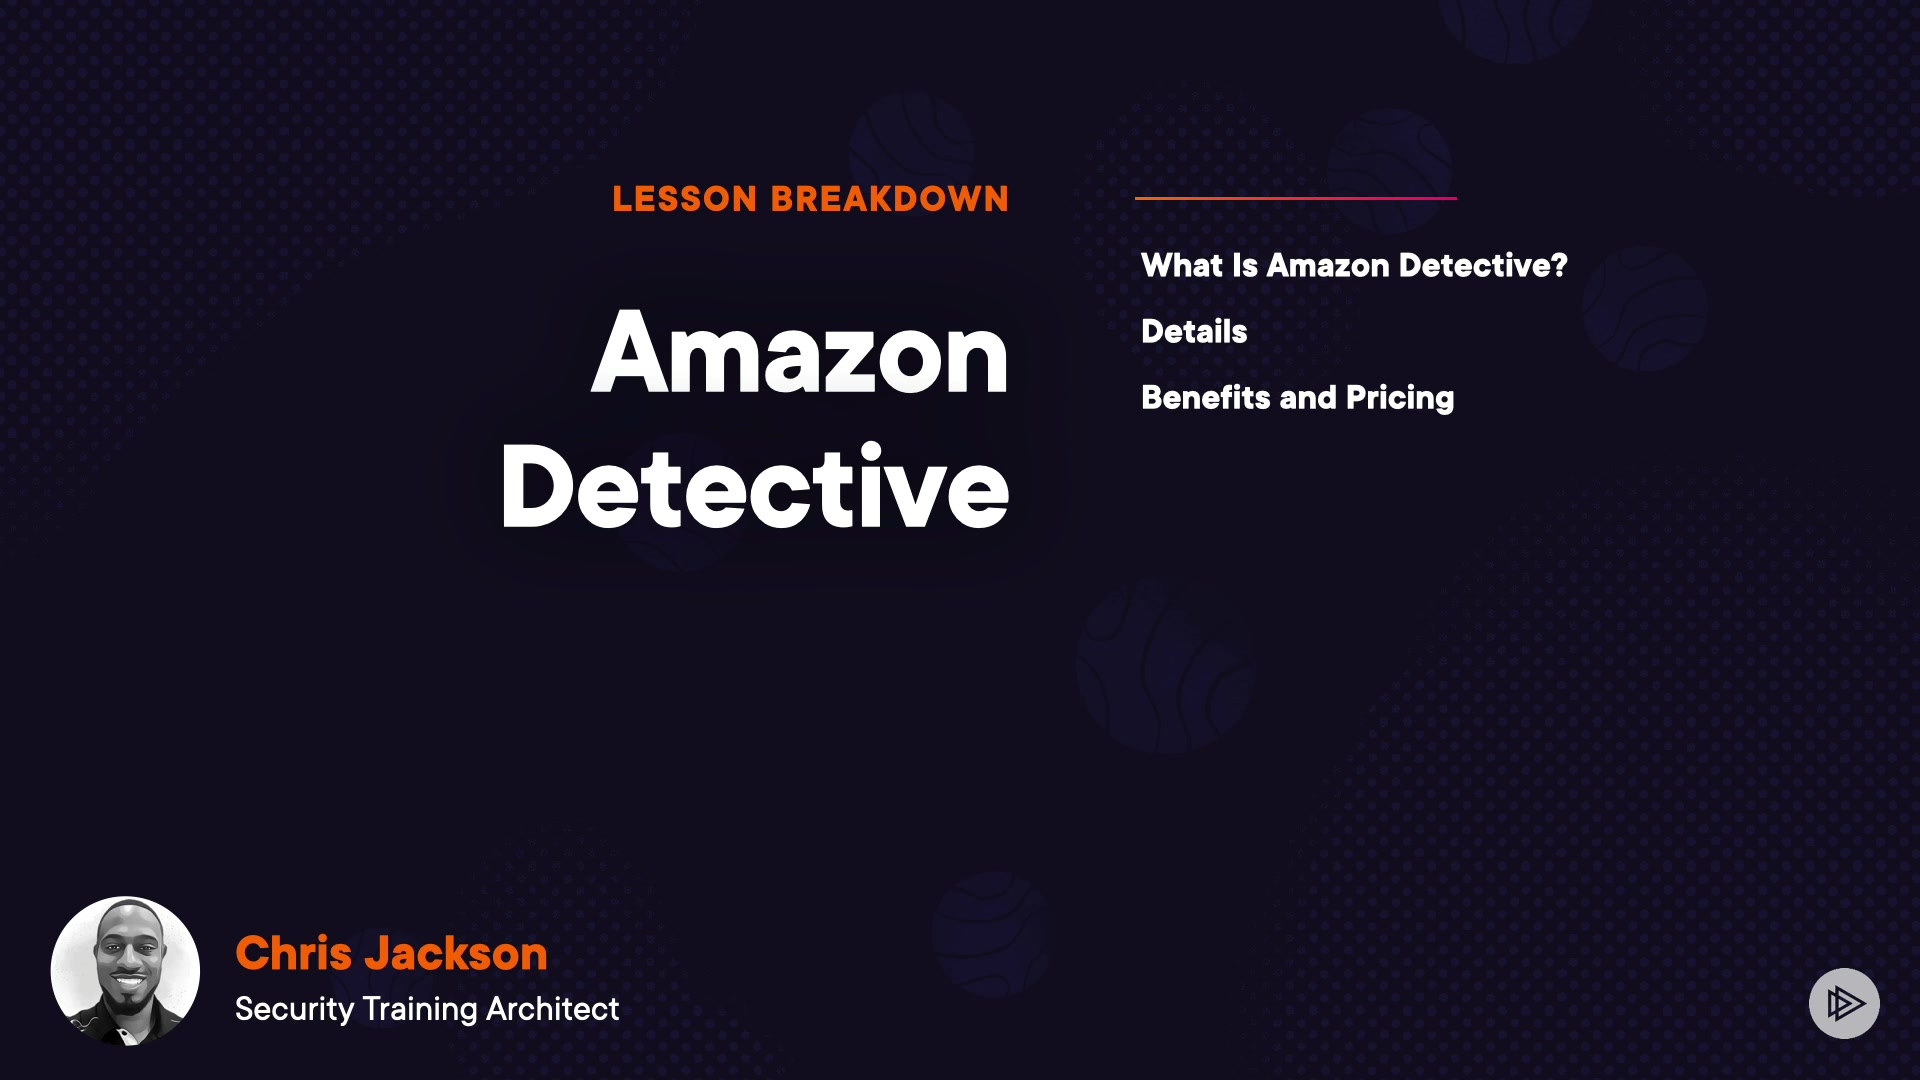 LESSON BREAKDOWN
Amazon
Detective
What Is Amazon Detective?
Details
Benefits and Pricing
Chris Jackson
Security Training Architect